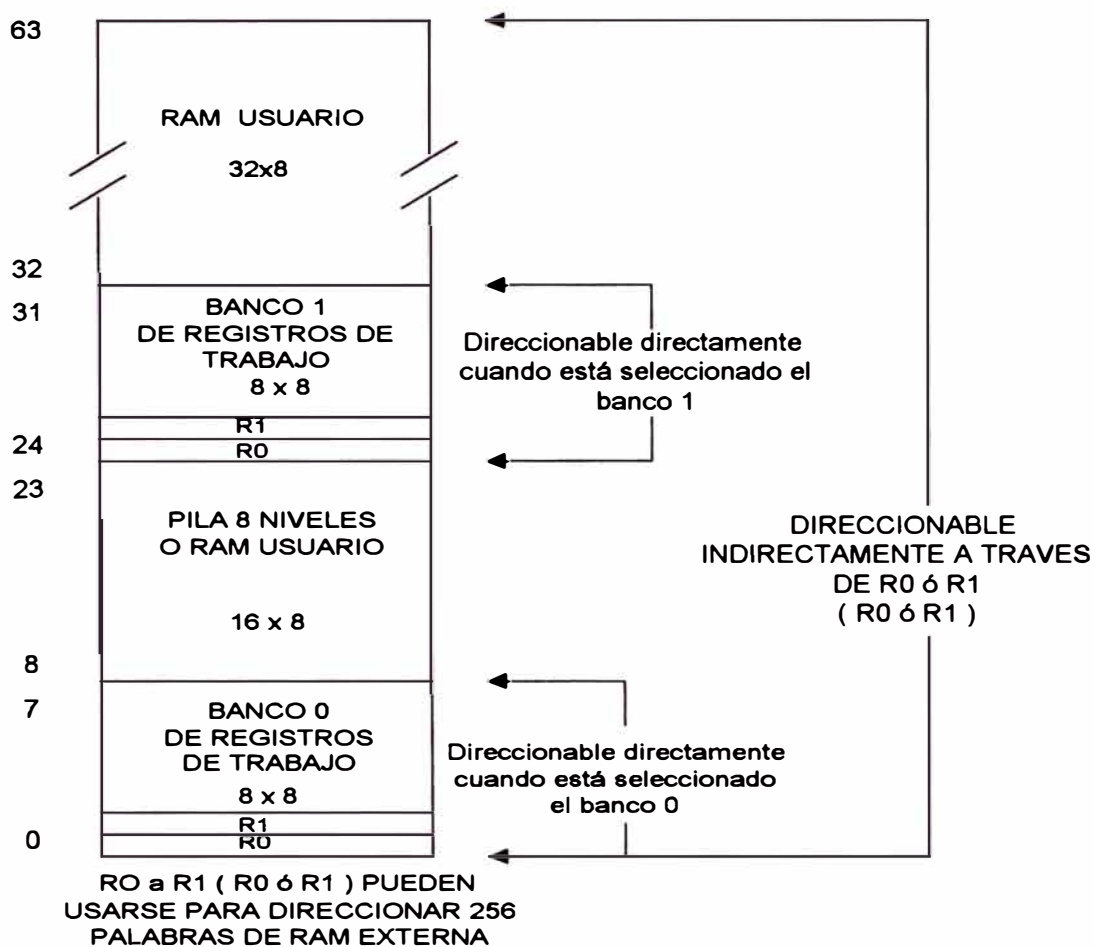 63
RAM USUARIO
32x8
32
31
BANCO 1
DE REGISTROS DE
TRABAJO
8 x 8
R1
24
R0
23
Direccionable directamente
cuando está seleccionado el
banco 1
PILA 8 NIVELES
O RAM USUARIO
16 x 8
8
DIRECCIONABLE
INDIRECTAMENTE A TRAVES
DE R0 ó R1
( R0 ó R1 )
7
BANCO 0
DE REGISTROS
DE TRABAJO
8 x 8
R1
0
R0
Direccionable directamente
cuando está seleccionado
el banco 0
RO a R1 ( R0 ó R1 ) PUEDEN
USARSE PARA DIRECCIONAR 256
PALABRAS DE RAM EXTERNA